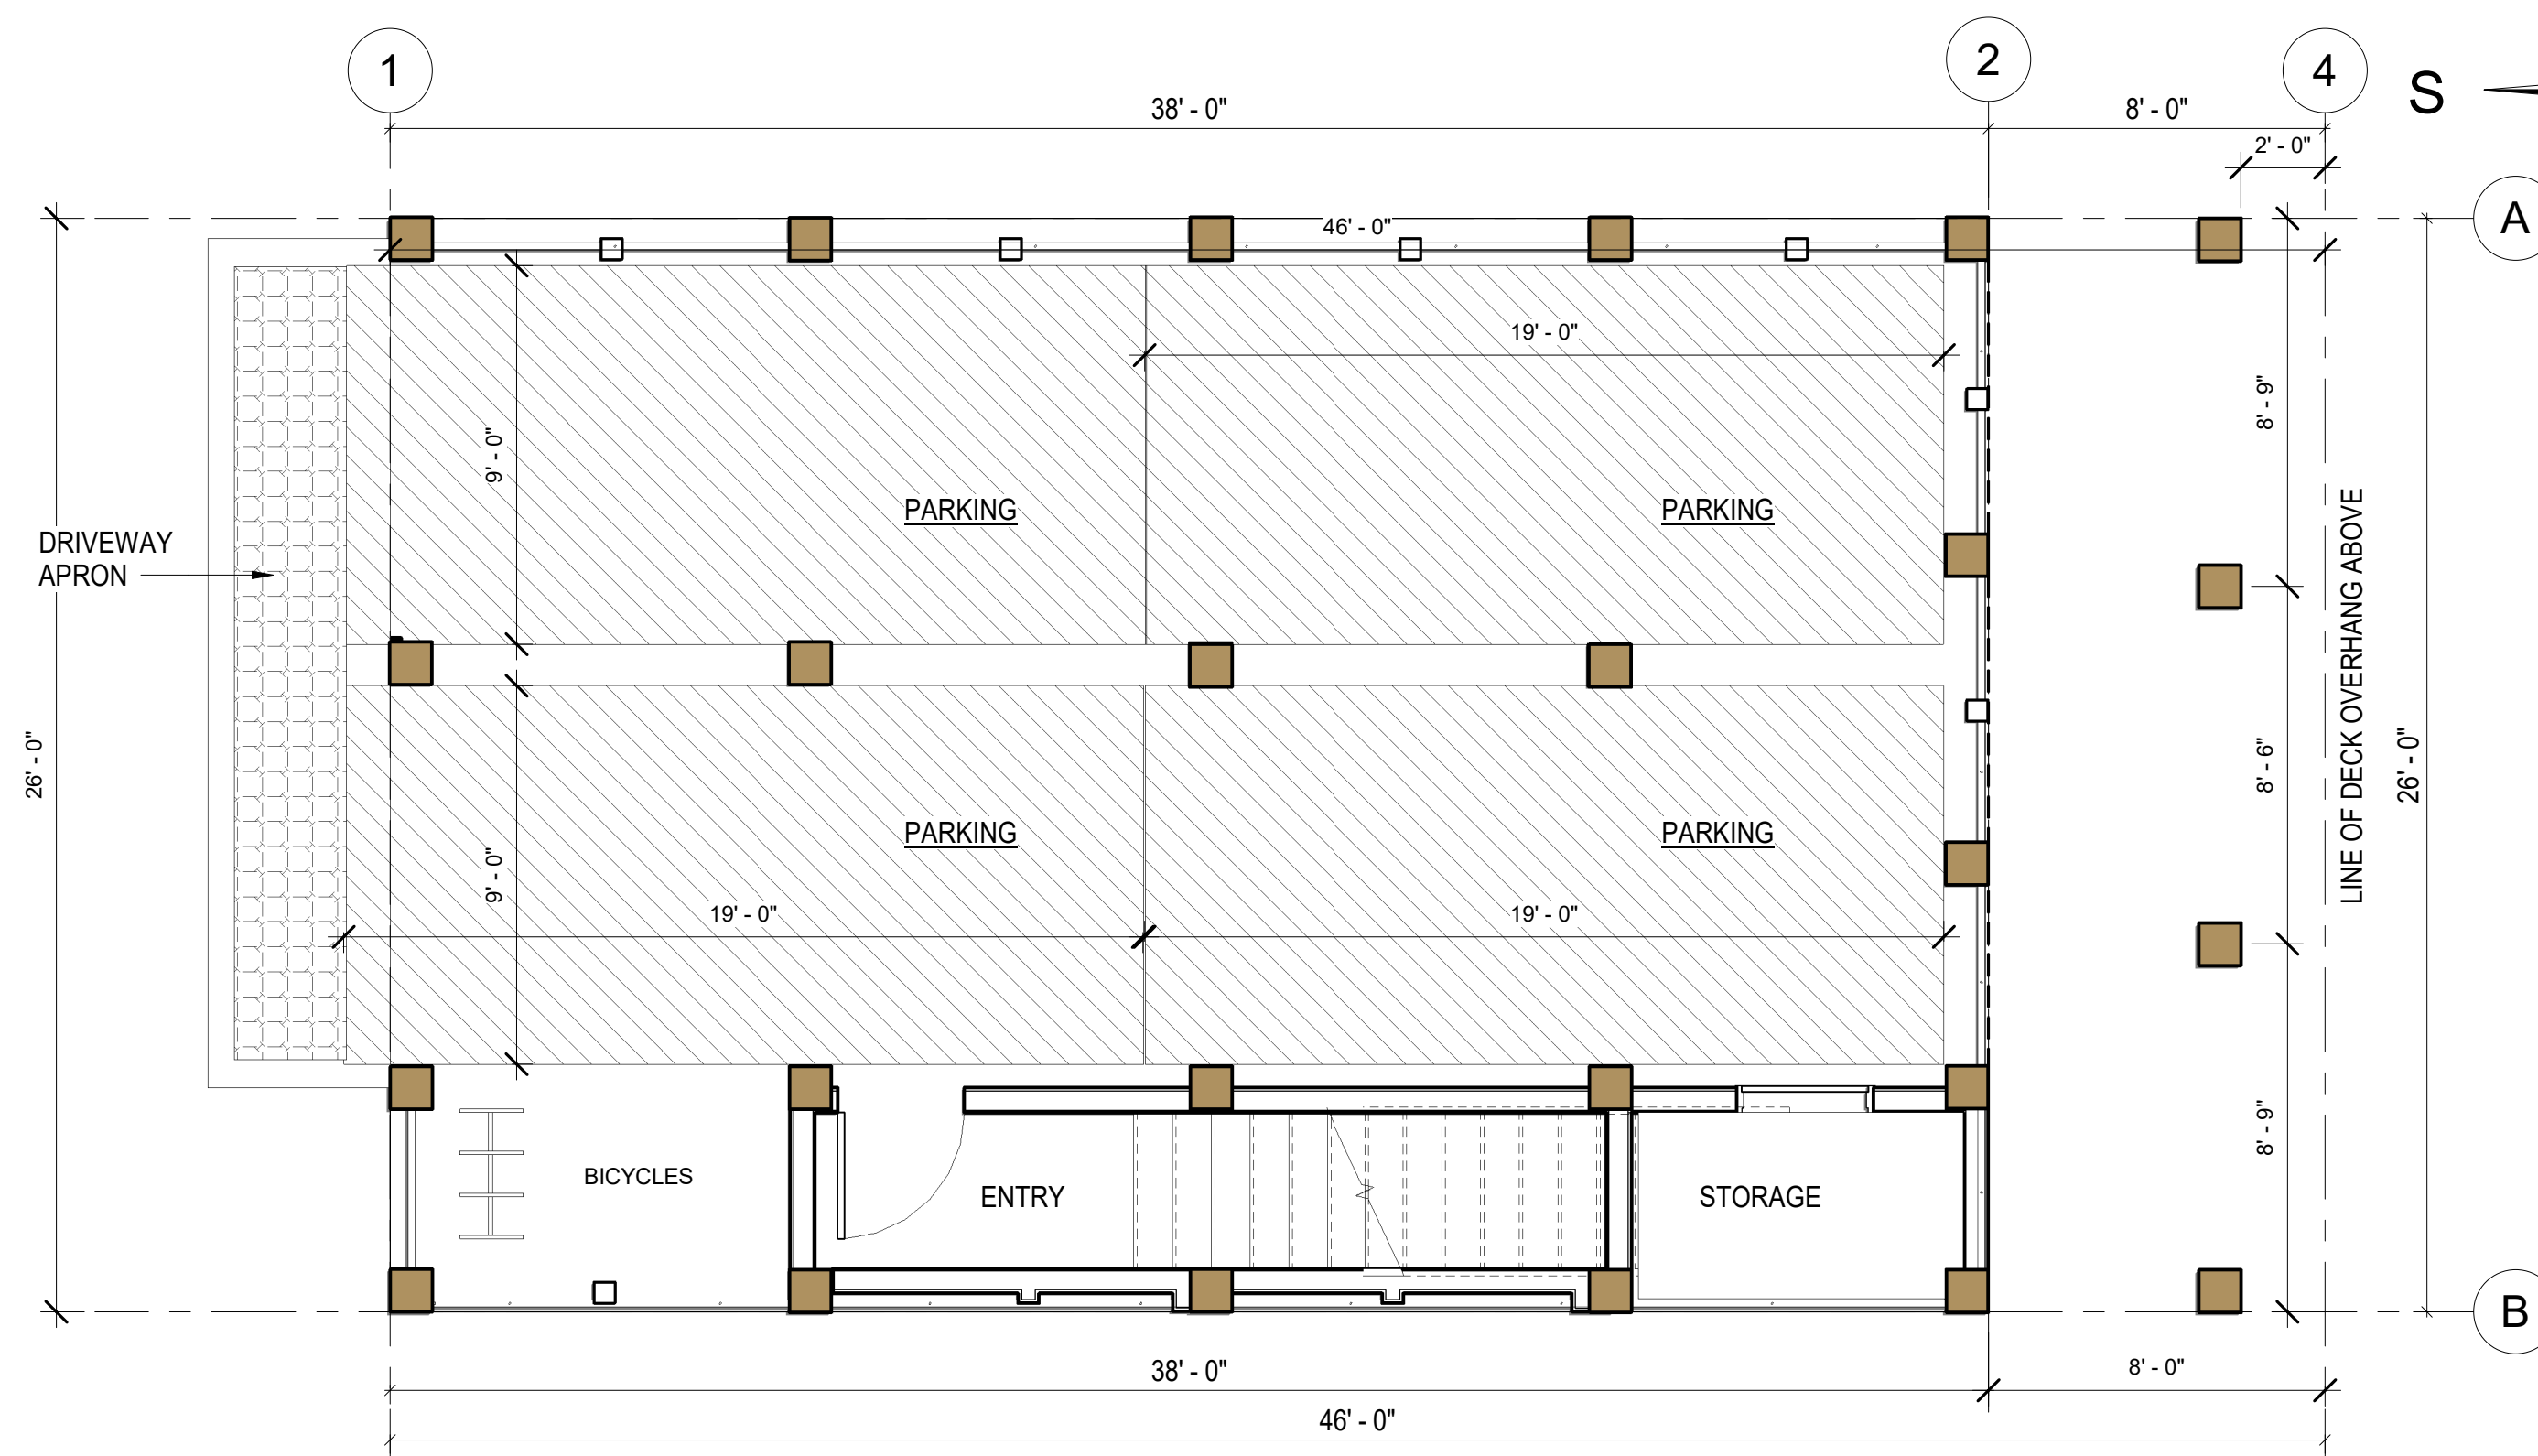 1
2
4
S
38' - 0"
8' - 0"
2' - 0"
A
46' - 0"
19' - 0"
8' - 9"
9' - 0"
PARKING
PARKING
DRIVEWAY
APRON
LINE OF DECK OVERHANG ABOVE
26' - 0"
8' - 6"
26' - 0"
PARKING
PARKING
9' - 0"
19' - 0"
19' - 0"
8' - 9"
BICYCLES
ENTRY
STORAGE
B
38' - 0"
8' - 0"
46' - 0"